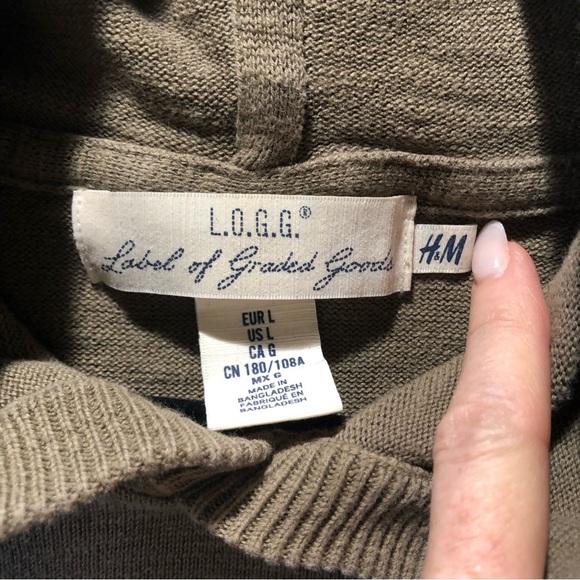 L.O.G.G.®
Label of Graded Goods
H&M
EUR L
US L
CA G
CN 180/108A
MX G
MADE IN
BANGLADESH
FABRIQUÉ EN
BANGLADESH